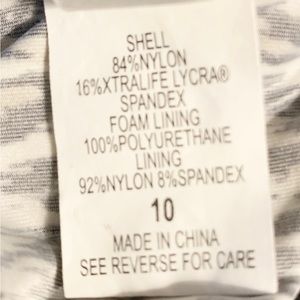 SHELL
84%NYLON
16%XTRALIFE LYCRA®
SPANDEX
FOAM LINING
100%POLYURETHANE
LINING
92%NYLON 8%SPANDEX
10
MADE IN CHINA
SEE REVERSE FOR CARE